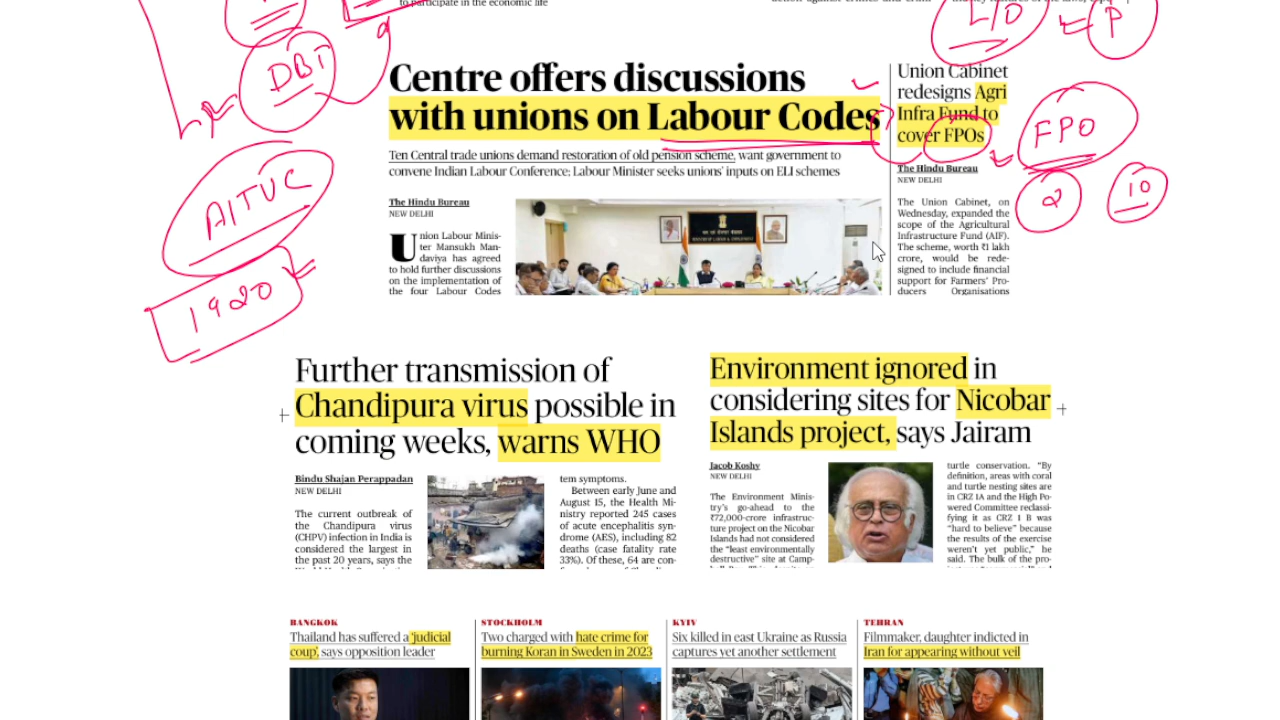 to participate in the economic life
L/O
P
DBT
Centre offers discussions
with unions on Labour Codes
Ten Central trade unions demand restoration of old pension scheme, want government to
convene Indian Labour Conference; Labour Minister seeks unions’ inputs on ELI schemes
The Hindu Bureau
NEW DELHI
Union Labour Minis-
ter Mansukh Man-
daviya has agreed
to hold further discussions
on the implementation of
the four Labour Codes
Union Cabinet
redesigns Agri
Infra Fund to
cover FPOs
The Hindu Bureau
NEW DELHI
The Union Cabinet, on
Wednesday, expanded the
scope of the Agricultural
Infrastructure Fund (AIF).
The scheme, worth ₹1 lakh
crore, would be rede-
signed to include financial
support for Farmers’ Pro-
ducers Organisations
FPO
2
10
AITUC
1920
Further transmission of
Chandipura virus possible in
coming weeks, warns WHO
Bindu Shajan Perappadan
NEW DELHI
The current outbreak of
the Chandipura virus
(CHPV) infection in India is
considered the largest in
the past 20 years, says the
tem symptoms.
Between early June and
August 15, the Health Mi-
nistry reported 245 cases
of acute encephalitis syn-
drome (AES), including 82
deaths (case fatality rate
33%). Of these, 64 are con-
Environment ignored in
considering sites for Nicobar
Islands project, says Jairam
Jacob Koshy
NEW DELHI
The Environment Minis-
try’s go-ahead to the
₹72,000-crore infrastruc-
ture project on the Nicobar
Islands had not considered
the “least environmentally
destructive” site at Camp-
turtle conservation. “By
definition, areas with coral
and turtle nesting sites are
in CRZ IA and the High Po-
wered Committee reclassi-
fying it as CRZ I B was
“hard to believe” because
the results of the exercise
weren’t yet public,” he
said. The bulk of the pro-
BANGKOK
Thailand has suffered a ‘judicial
coup’, says opposition leader
STOCKHOLM
Two charged with hate crime for
burning Koran in Sweden in 2023
KYIV
Six killed in east Ukraine as Russia
captures yet another settlement
TEHRAN
Filmmaker, daughter indicted in
Iran for appearing without veil